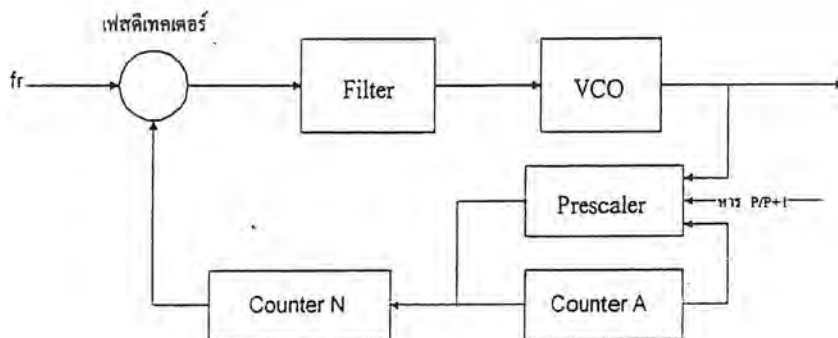 เฟสดีเทคเตอร์
fr
Filter
VCO
Prescaler
หาร P/P+1
Counter N
Counter A